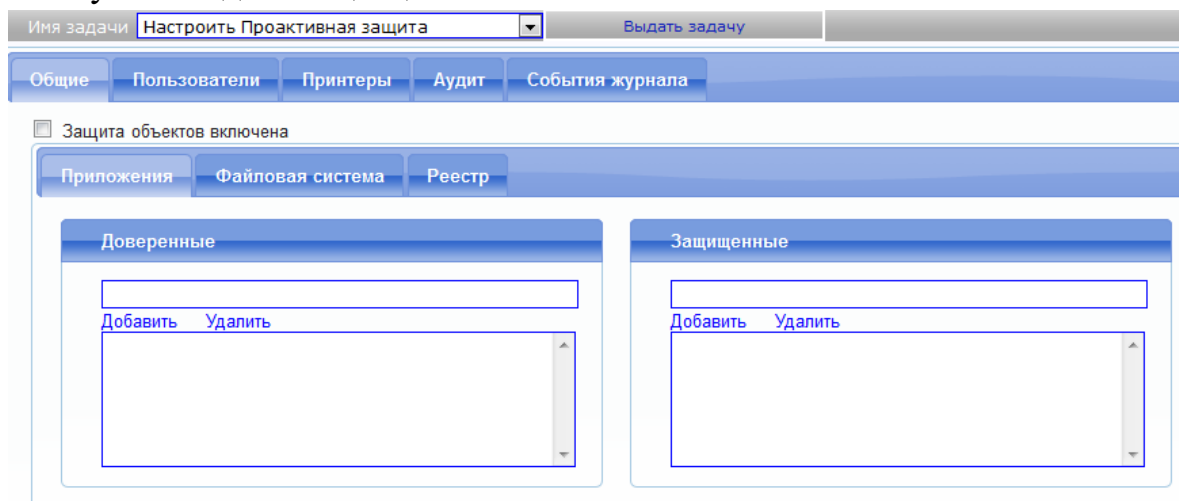 Имя задачи Настроить Проактивная защита Выдать задачу
Общие Пользователи Принтеры Аудит События журнала
Защита объектов включена
Приложения Файловая система Реестр
Доверенные Защищенные
Добавить Удалить Добавить Удалить